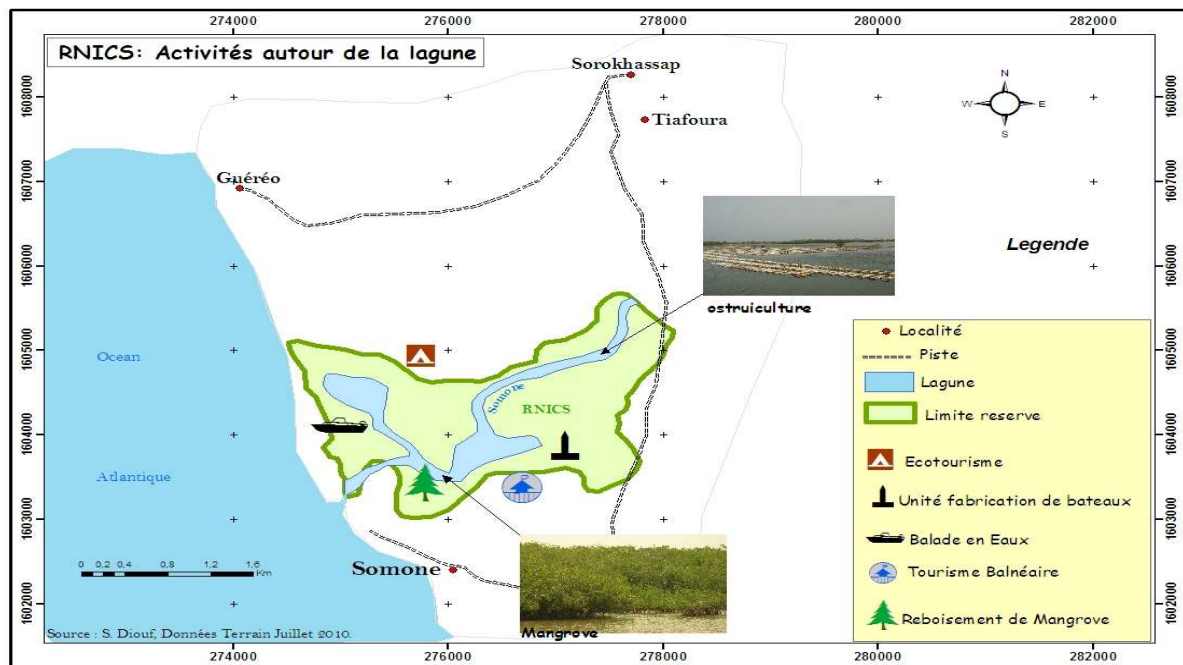 274000 276000 278000 280000 282000
RNICS: Activités autour de la lagune
Sorokhassap
N
W E
S
1608000 1608000
Tiafoura
Guéréo
1607000 1607000
Legende
1606000 1606000
ostruiculture
Localité
Ocean
1605000 1605000
Piste
Somone
Lagune
RNICS
Limite reserve
1604000 1604000
Ecotourisme
Atlantique
Unité fabrication de bateaux
1603000 1603000
Balade en Eaux
Somone
0 0,2 0,4 0,8 1,2 1,6
Km
Tourisme Balnéaire
1602000 1602000
Reboisement de Mangrove
Mangrove
Source : S. Diouf, Données Terrain Juillet 2010.
274000 276000 278000 280000 282000